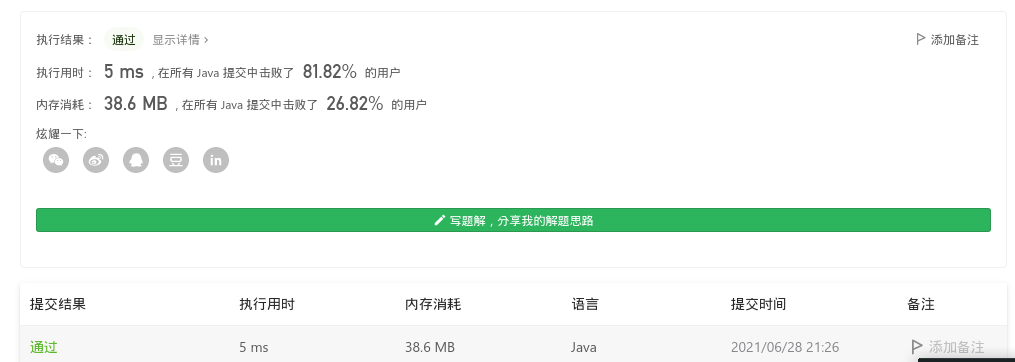 执行结果： 通过 显示详情 › 添加备注
执行用时： 5 ms , 在所有 Java 提交中击败了 81.82% 的用户
内存消耗： 38.6 MB , 在所有 Java 提交中击败了 26.82% 的用户
炫耀一下:
豆 in
写题解，分享我的解题思路
提交结果 执行用时 内存消耗 语言 提交时间 备注
通过 5 ms 38.6 MB Java 2021/06/28 21:26 添加备注